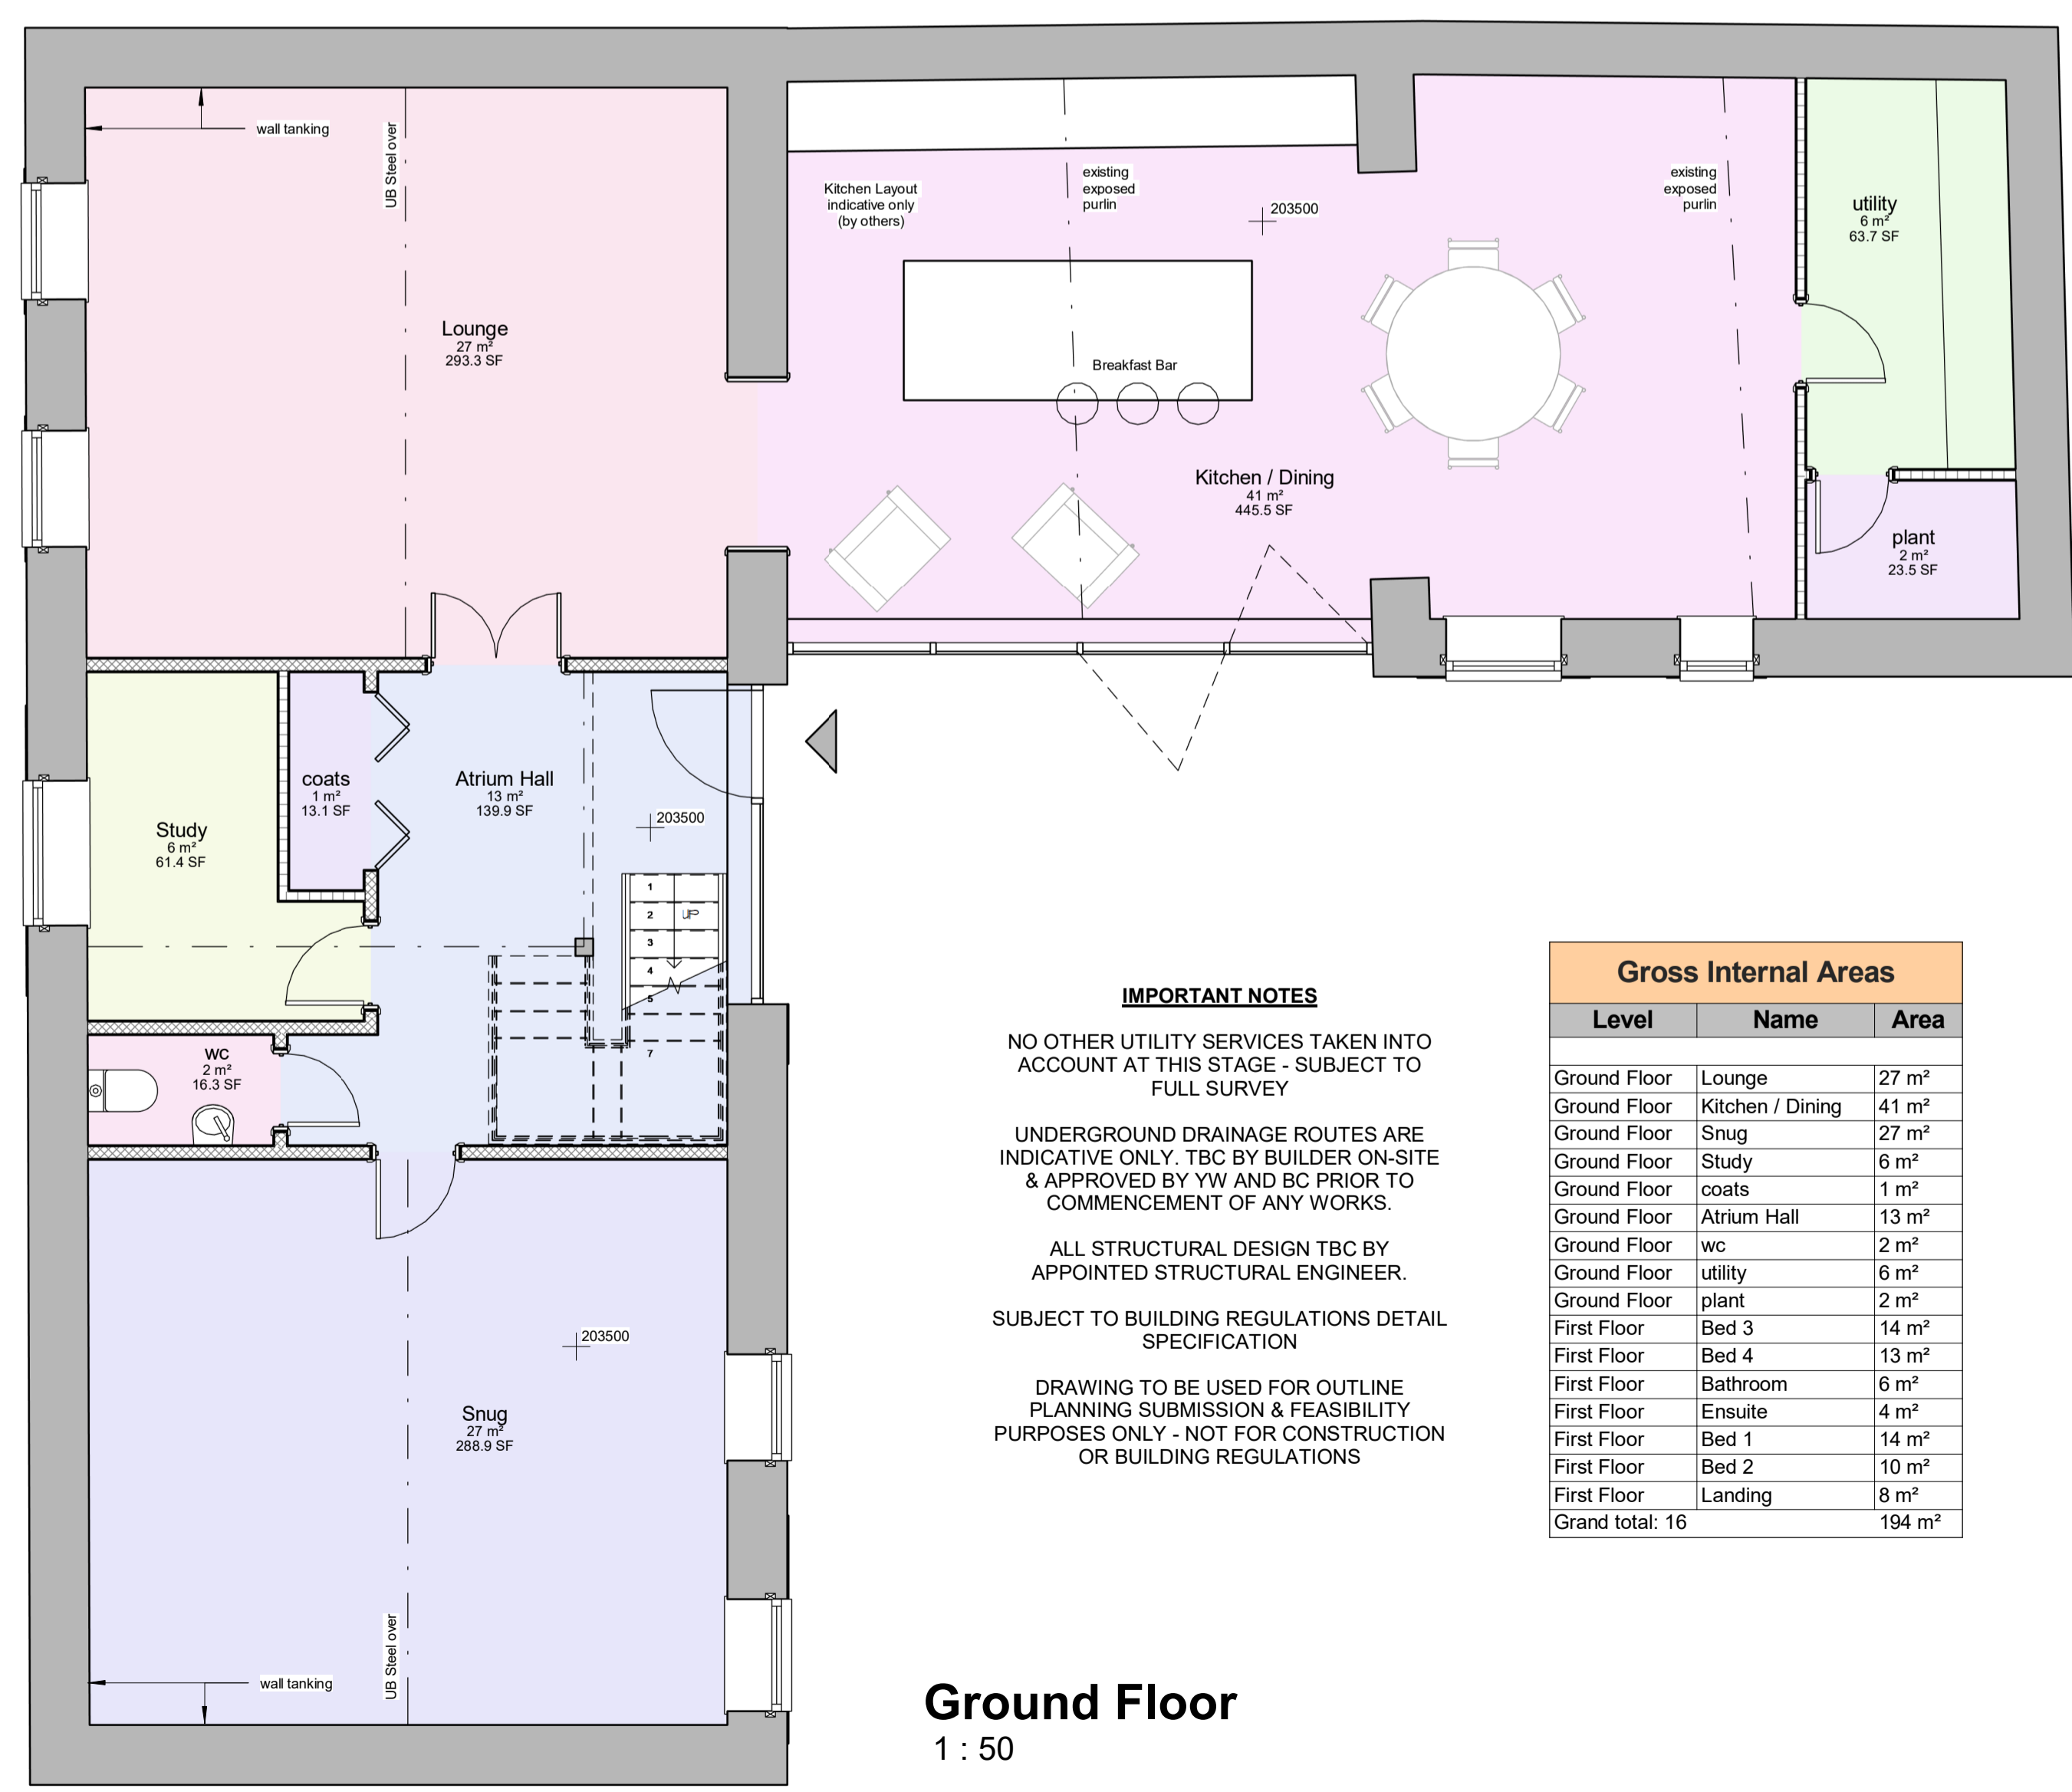 wall tanking
UB Steel over
Lounge
27 m²
293.3 SF
Kitchen Layout
indicative only
(by others)
existing
exposed
purlin
203500
existing
exposed
purlin
utility
6 m²
63.7 SF
Breakfast Bar
Kitchen / Dining
41 m²
445.5 SF
plant
2 m²
23.5 SF
coats
1 m²
13.1 SF
Atrium Hall
13 m²
139.9 SF
203500
Study
6 m²
61.4 SF
1
2
UP
3
4
5
7
wc
2 m²
16.3 SF
203500
Snug
27 m²
288.9 SF
UB Steel over
wall tanking
IMPORTANT NOTES
NO OTHER UTILITY SERVICES TAKEN INTO
ACCOUNT AT THIS STAGE - SUBJECT TO
FULL SURVEY
UNDERGROUND DRAINAGE ROUTES ARE
INDICATIVE ONLY. TBC BY BUILDER ON-SITE
& APPROVED BY YW AND BC PRIOR TO
COMMENCEMENT OF ANY WORKS.
ALL STRUCTURAL DESIGN TBC BY
APPOINTED STRUCTURAL ENGINEER.
SUBJECT TO BUILDING REGULATIONS DETAIL
SPECIFICATION
DRAWING TO BE USED FOR OUTLINE
PLANNING SUBMISSION & FEASIBILITY
PURPOSES ONLY - NOT FOR CONSTRUCTION
OR BUILDING REGULATIONS
Gross Internal Areas
Level Name Area
Ground Floor Lounge 27 m²
Ground Floor Kitchen / Dining 41 m²
Ground Floor Snug 27 m²
Ground Floor Study 6 m²
Ground Floor coats 1 m²
Ground Floor Atrium Hall 13 m²
Ground Floor wc 2 m²
Ground Floor utility 6 m²
Ground Floor plant 2 m²
First Floor Bed 3 14 m²
First Floor Bed 4 13 m²
First Floor Bathroom 6 m²
First Floor Ensuite 4 m²
First Floor Bed 1 14 m²
First Floor Bed 2 10 m²
First Floor Landing 8 m²
Grand total: 16 194 m²
Ground Floor
1 : 50